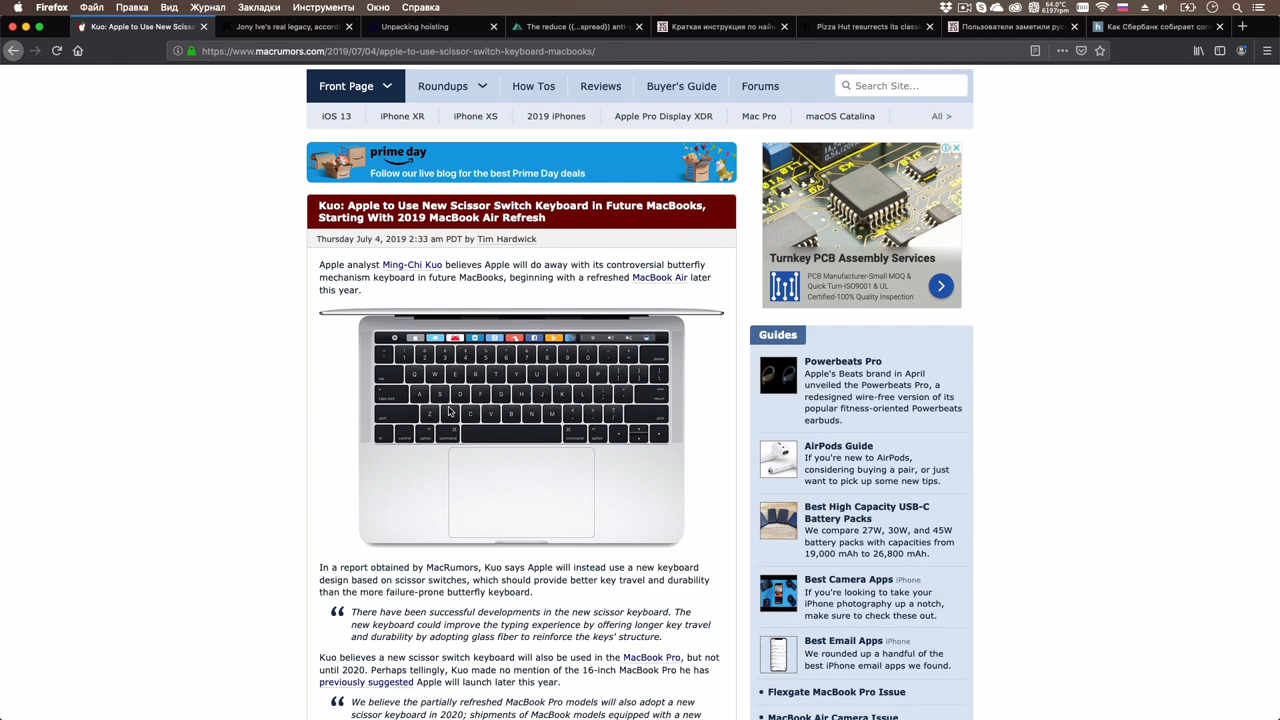 Firefox Файл Правка Вид Журнал Закладки Инструменты Окно Справка
64.0°C
6197rpm
Kuo: Apple to Use New Sciss
Jony Ive's real legacy, accordi
Unpacking hoisting
The reduce ({...spread}) anti-
Краткая инструкция по найм
Pizza Hut resurrects its classic
Пользователи заметили рус
Как Сбербанк собирает сог
https://www.macrumors.com/2019/07/04/apple-to-use-scissor-switch-keyboard-macbooks/
Front Page Roundups How Tos Reviews Buyer's Guide Forums Search Site...
iOS 13 iPhone XR iPhone XS 2019 iPhones Apple Pro Display XDR Mac Pro macOS Catalina All >
prime day
Follow our live blog for the best Prime Day deals
Kuo: Apple to Use New Scissor Switch Keyboard in Future MacBooks,
Starting With 2019 MacBook Air Refresh
Thursday July 4, 2019 2:33 am PDT by Tim Hardwick
Apple analyst Ming-Chi Kuo believes Apple will do away with its controversial butterfly
mechanism keyboard in future MacBooks, beginning with a refreshed MacBook Air later
this year.
In a report obtained by MacRumors, Kuo says Apple will instead use a new keyboard
design based on scissor switches, which should provide better key travel and durability
than the more failure-prone butterfly keyboard.
There have been successful developments in the new scissor keyboard. The
new keyboard could improve the typing experience by offering longer key travel
and durability by adopting glass fiber to reinforce the keys' structure.
Kuo believes a new scissor switch keyboard will also be used in the MacBook Pro, but not
until 2020. Perhaps tellingly, Kuo made no mention of the 16-inch MacBook Pro he has
previously suggested Apple will launch later this year.
We believe the partially refreshed MacBook Pro models will also adopt a new
scissor keyboard in 2020; shipments of MacBook models equipped with a new
Turnkey PCB Assembly Services
PCB Manufacturer-Small MOQ &
Quick Turn-ISO9001 & UL
Certified-100% Quality Inspection
Guides
Powerbeats Pro
Apple's Beats brand in April
unveiled the Powerbeats Pro, a
redesigned wire-free version of its
popular fitness-oriented Powerbeats
earbuds.
AirPods Guide
If you're new to AirPods,
considering buying a pair, or just
want to pick up some new tips.
Best High Capacity USB-C
Battery Packs
We compare 27W, 30W, and 45W
battery packs with capacities from
19,000 mAh to 26,800 mAh.
Best Camera Apps iPhone
If you're looking to take your
iPhone photography up a notch,
make sure to check these out.
Best Email Apps iPhone
We rounded up a handful of the
best iPhone email apps we found.
• Flexgate MacBook Pro Issue
MacBook Air Camera Issue